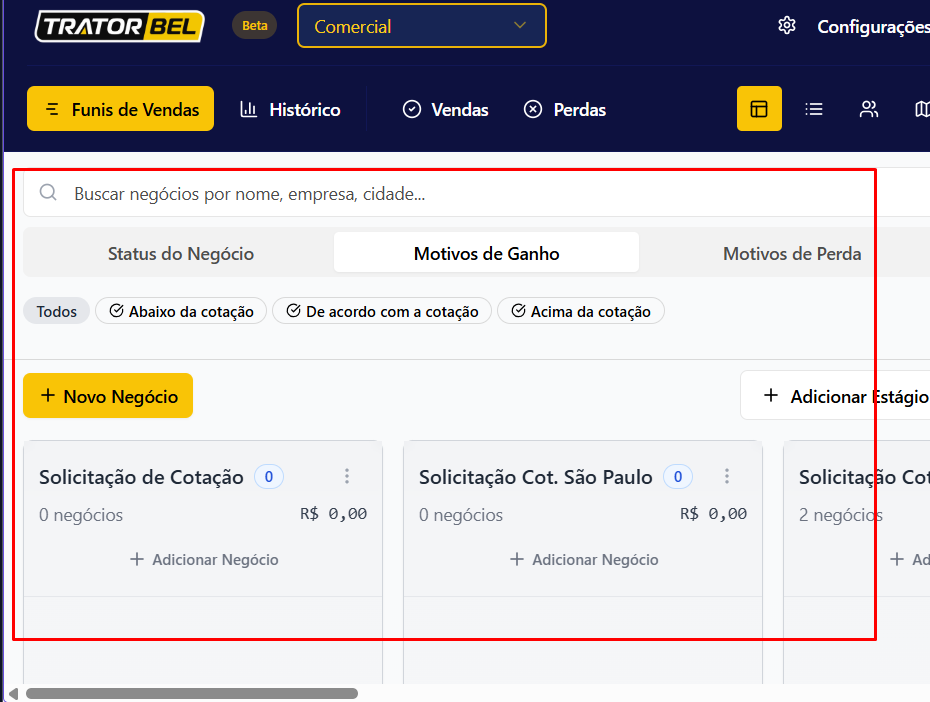 TRATORBEL Beta Comercial Configurações
Funis de Vendas Histórico Vendas Perdas
Buscar negócios por nome, empresa, cidade...
Status do Negócio Motivos de Ganho Motivos de Perda
Todos Abaixo da cotação De acordo com a cotação Acima da cotação
+ Novo Negócio + Adicionar Estágio
Solicitação de Cotação 0 Solicitação Cot. São Paulo 0 Solicitação Cot
0 negócios R$ 0,00 0 negócios R$ 0,00 2 negócios
+ Adicionar Negócio + Adicionar Negócio + Ad